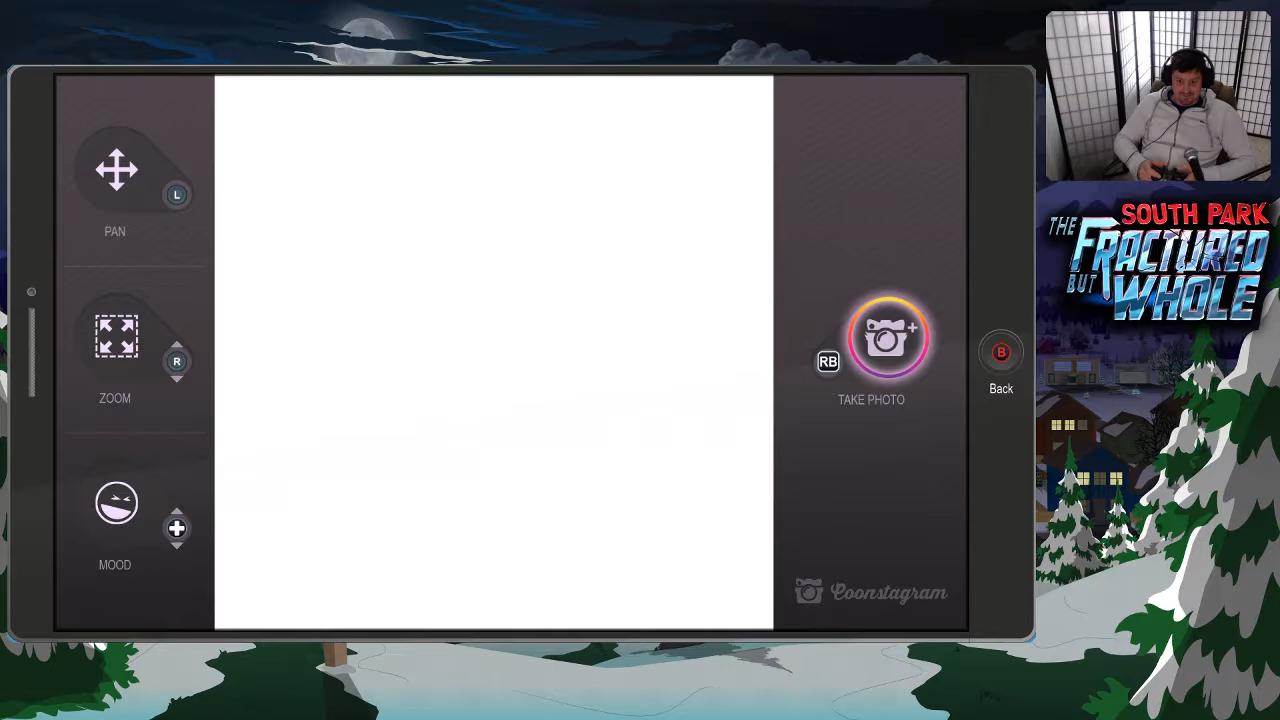 PAN
L
ZOOM
R
MOOD
RB
TAKE PHOTO
Coonstagram
B
Back
SOUTH PARK
THE FRACTURED
BUT WHOLE